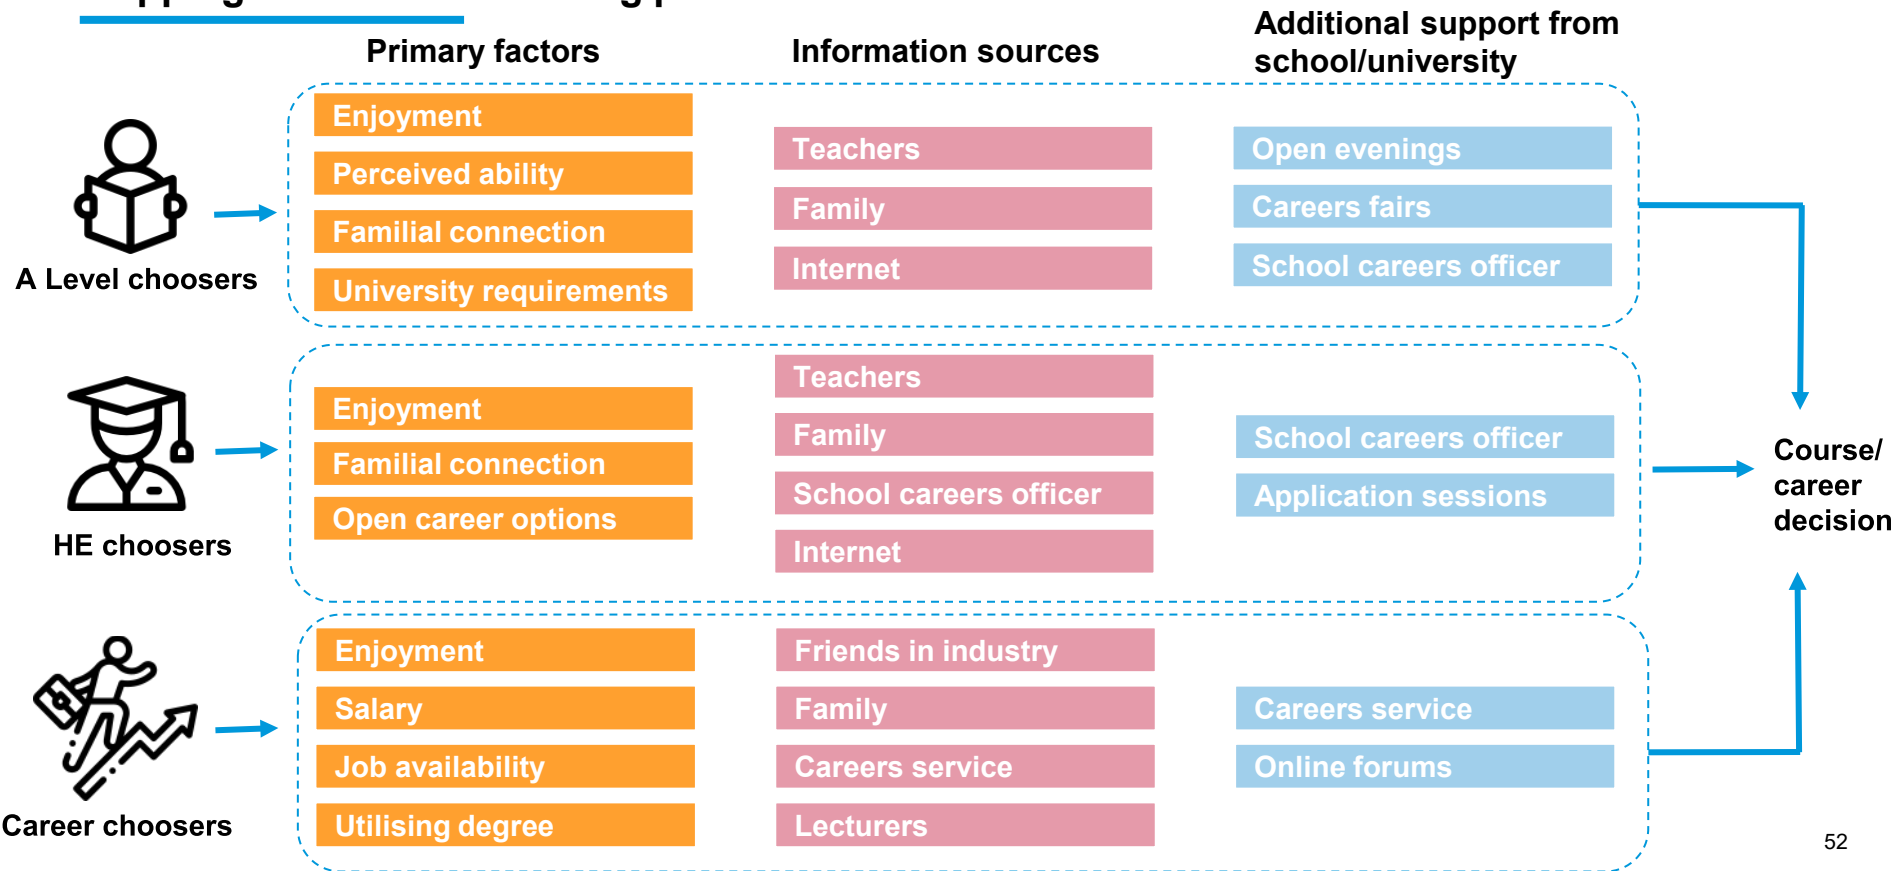 Primary factors
Information sources
Additional support from
school/university
A Level choosers
Enjoyment
Perceived ability
Familial connection
University requirements
Teachers
Family
Internet
Open evenings
Careers fairs
School careers officer
HE choosers
Enjoyment
Familial connection
Open career options
Teachers
Family
School careers officer
Internet
School careers officer
Application sessions
Career choosers
Enjoyment
Salary
Job availability
Utilising degree
Friends in industry
Family
Careers service
Lecturers
Careers service
Online forums
Course/
career
decision
52